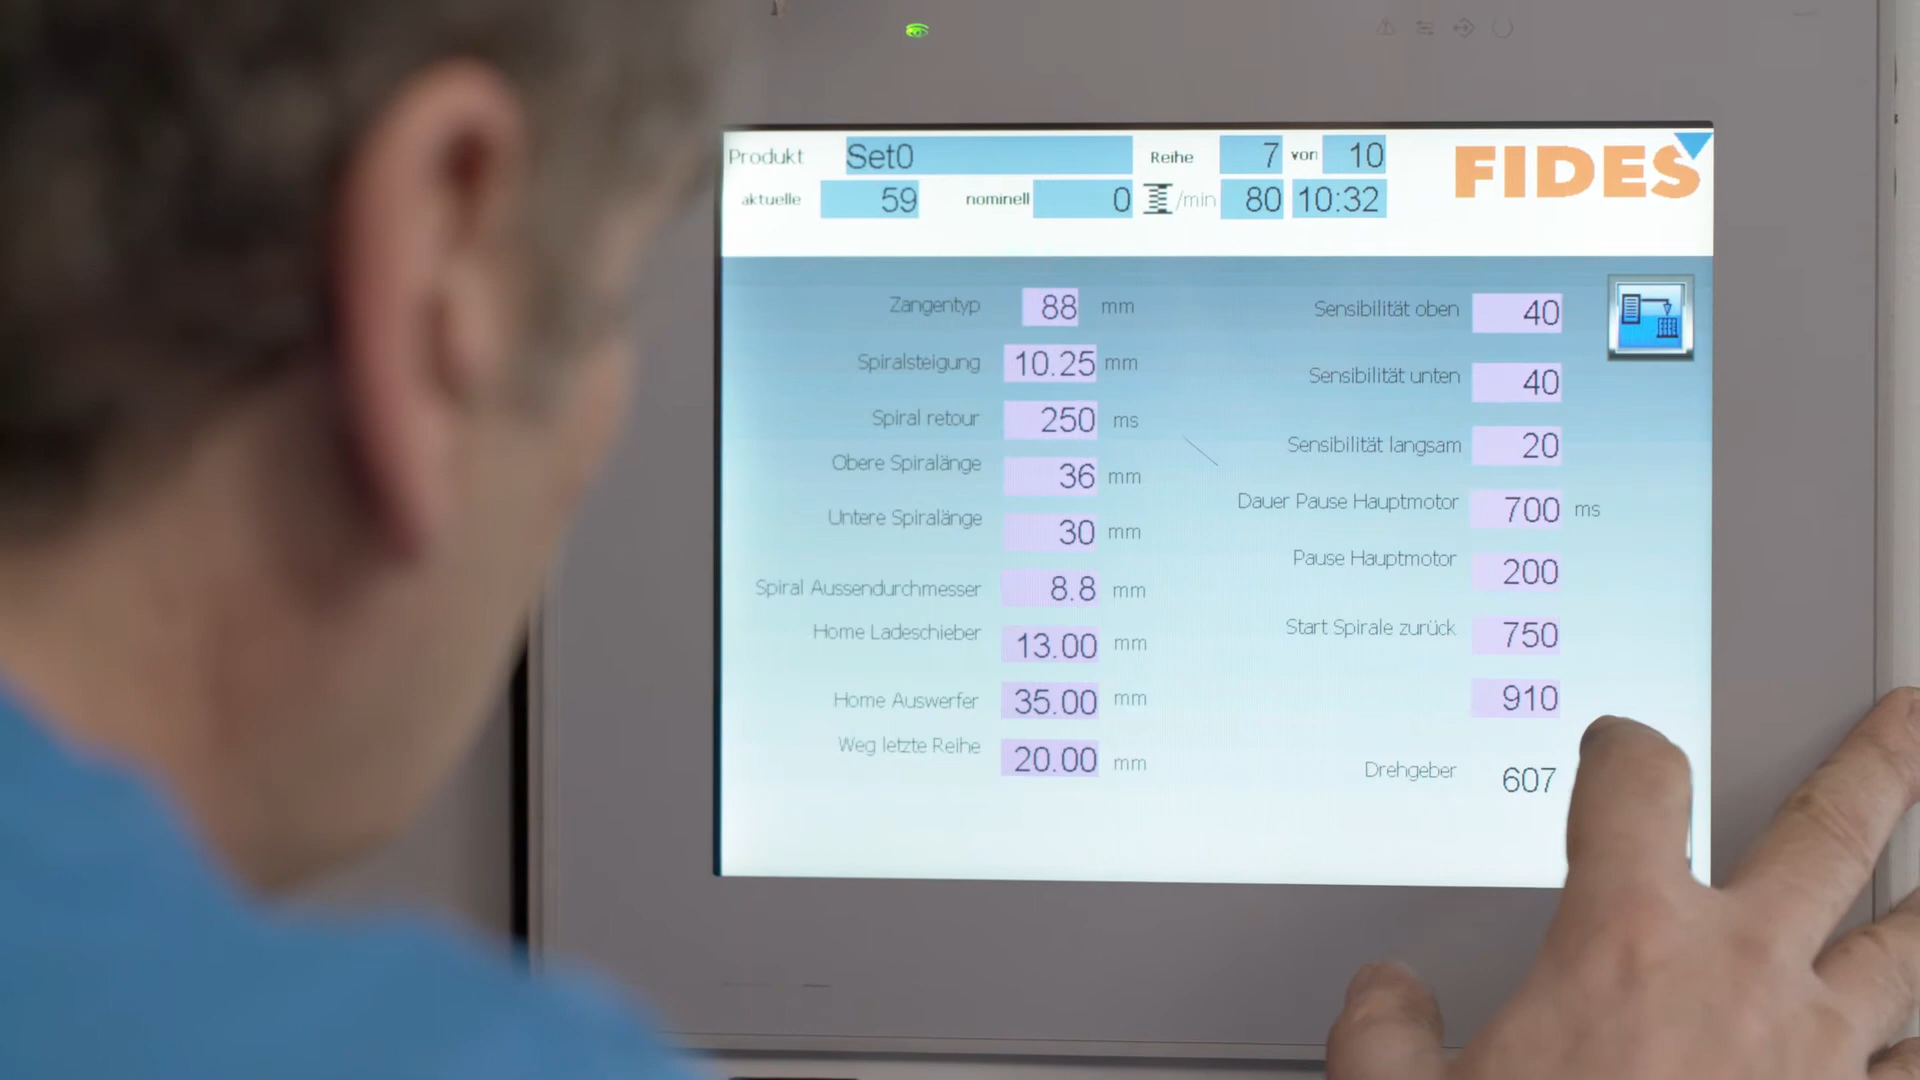 Produkt Set0 Reihe 7 von 10
FIDES
aktuelle 59 nominell 0 /min 80 10:32
Zangentyp 88 mm
Spiralsteigung 10.25 mm
Spiral retour 250 ms
Obere Spiralänge 36 mm
Untere Spiralänge 30 mm
Spiral Aussendurchmesser 8.8 mm
Home Ladeschieber 13.00 mm
Home Auswerfer 35.00 mm
Weg letzte Reihe 20.00 mm
Sensibilität oben 40
Sensibilität unten 40
Sensibilität langsam 20
Dauer Pause Hauptmotor 700 ms
Pause Hauptmotor 200
Start Spirale zurück 750
910
Drehgeber 607